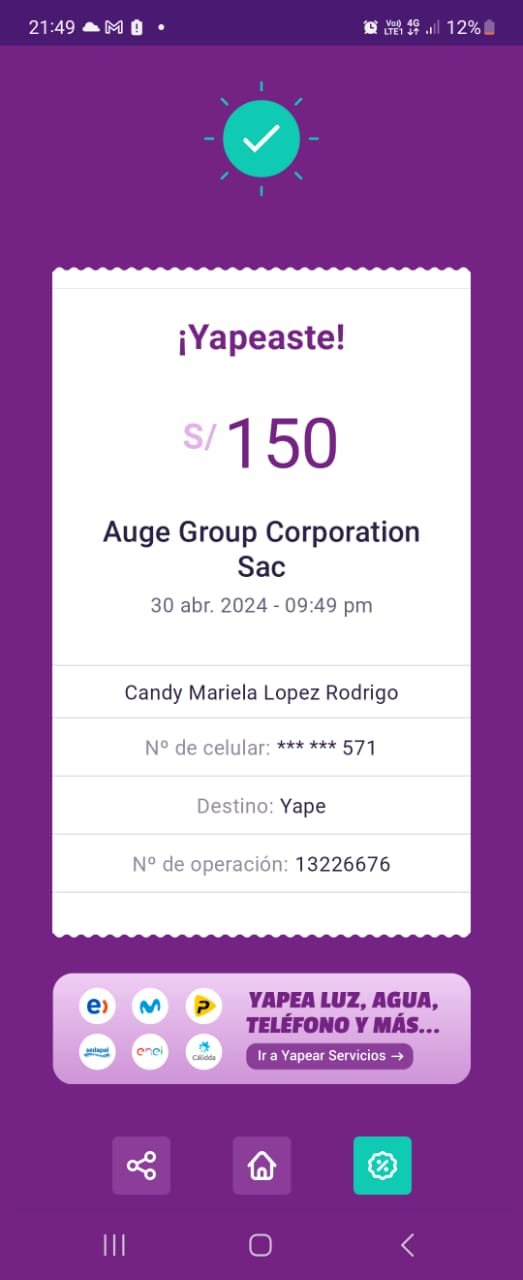 21:49
Vo)) 4G
LTE1
12%
¡Yapeaste!
S/ 150
Auge Group Corporation
Sac
30 abr. 2024 - 09:49 pm
Candy Mariela Lopez Rodrigo
Nº de celular: *** *** 571
Destino: Yape
Nº de operación: 13226676
e)
P
YAPEA LUZ, AGUA,
TELÉFONO Y MÁS...
sedapal
enel
Cálidda
Ir a Yapear Servicios →